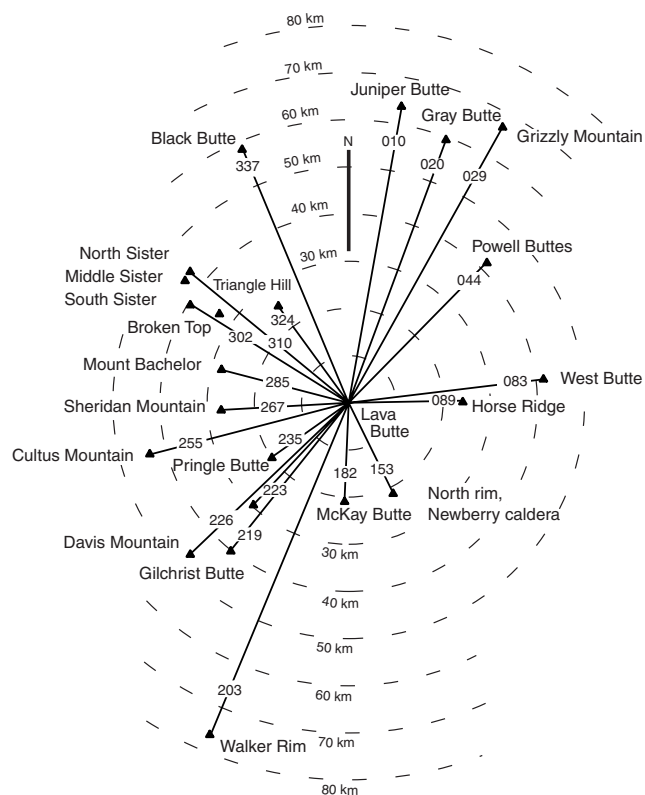 80 km
70 km
Juniper Butte
60 km
Gray Butte
Black Butte
Grizzly Mountain
N
010
50 km
337
020
029
40 km
Powell Buttes
30 km
North Sister
Middle Sister
044
Triangle Hill
South Sister
324
Broken Top
302
310
Mount Bachelor
285
083
West Butte
Sheridan Mountain
267
089
Horse Ridge
Lava
Butte
255
235
Cultus Mountain
Pringle Butte
182
153
223
North rim,
Newberry caldera
McKay Butte
226
219
Davis Mountain
30 km
Gilchrist Butte
40 km
50 km
203
60 km
Walker Rim
70 km
80 km